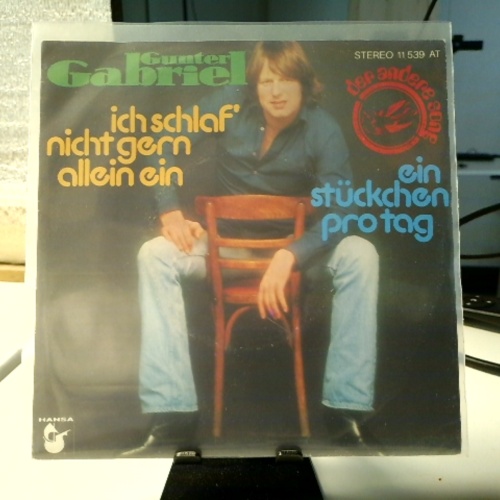 Gunter
Gabriel
STEREO 11 539 AT
der andere song
ich schlaf'
nicht gern
allein ein
ein
stückchen
pro tag
HANSA